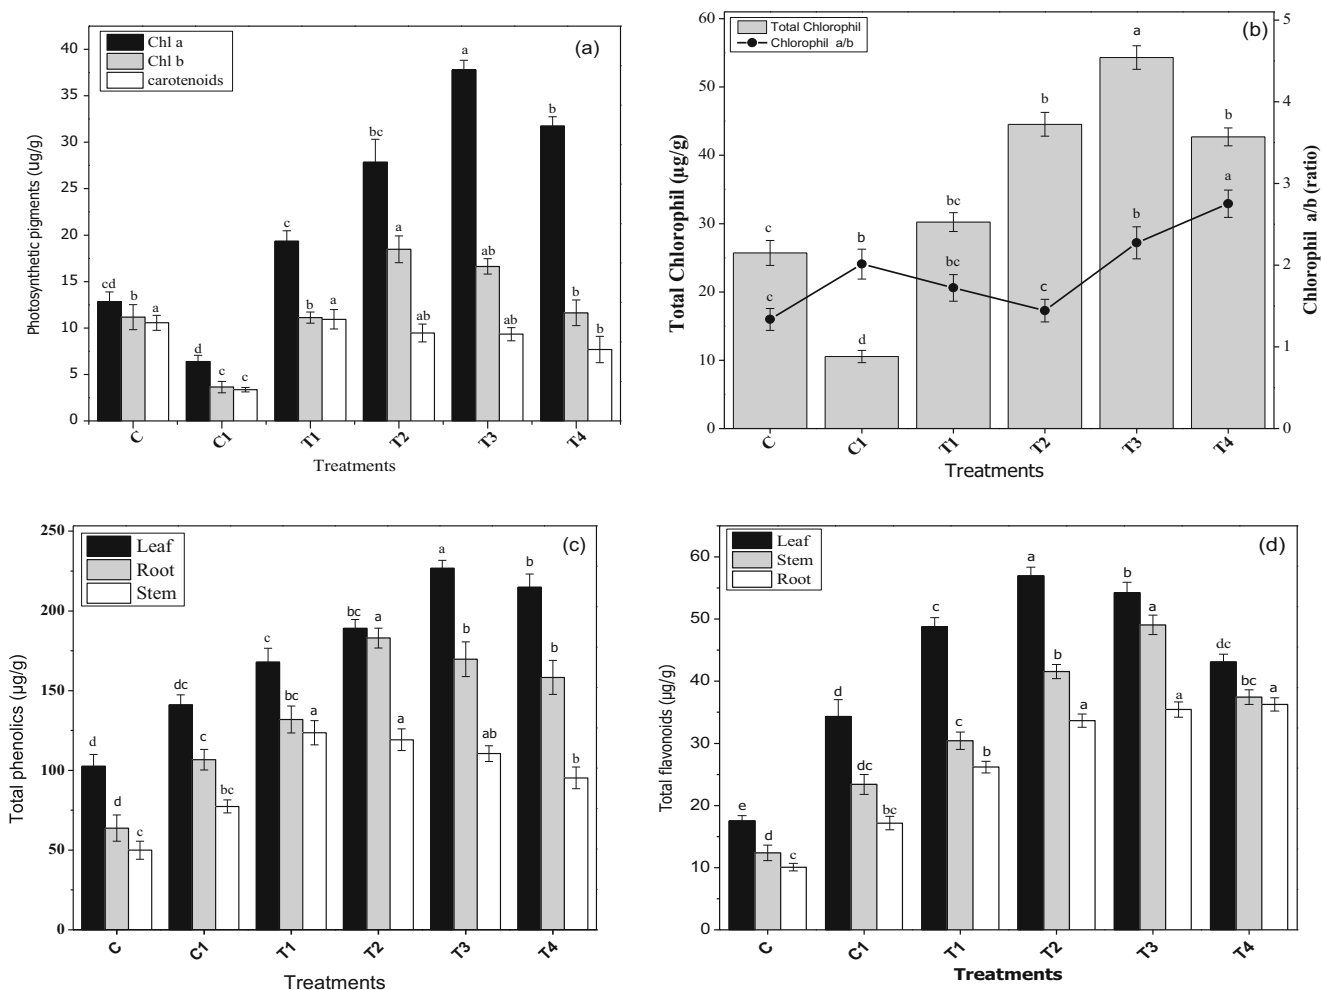 (a)
Chl a
Chl b
carotenoids
Photosynthetic pigments (ug/g)
40
35
30
25
20
15
10
5
0
cd
b
a
d
c
c
c
b
a
bc
a
ab
a
ab
ab
b
b
b
C
C1
T1
T2
T3
T4
Treatments
(b)
Total Chlorophil
Chlorophil a/b
Total Chlorophil (µg/g)
60
50
40
30
20
10
0
c
c
b
d
bc
bc
b
c
a
b
b
a
5
4
3
2
1
0
Chlorophil a/b (ratio)
C
C1
T1
T2
T3
T4
Treatments
(c)
Leaf
Root
Stem
Total phenolics (µg/g)
250
200
150
100
50
0
d
d
c
dc
c
bc
c
bc
a
bc
a
a
a
b
ab
b
b
b
C
C1
T1
T2
T3
T4
Treatments
(d)
Leaf
Stem
Root
Total flavonoids (µg/g)
60
50
40
30
20
10
0
e
d
c
d
dc
bc
c
c
b
a
b
a
b
a
a
dc
bc
a
C
C1
T1
T2
T3
T4
Treatments